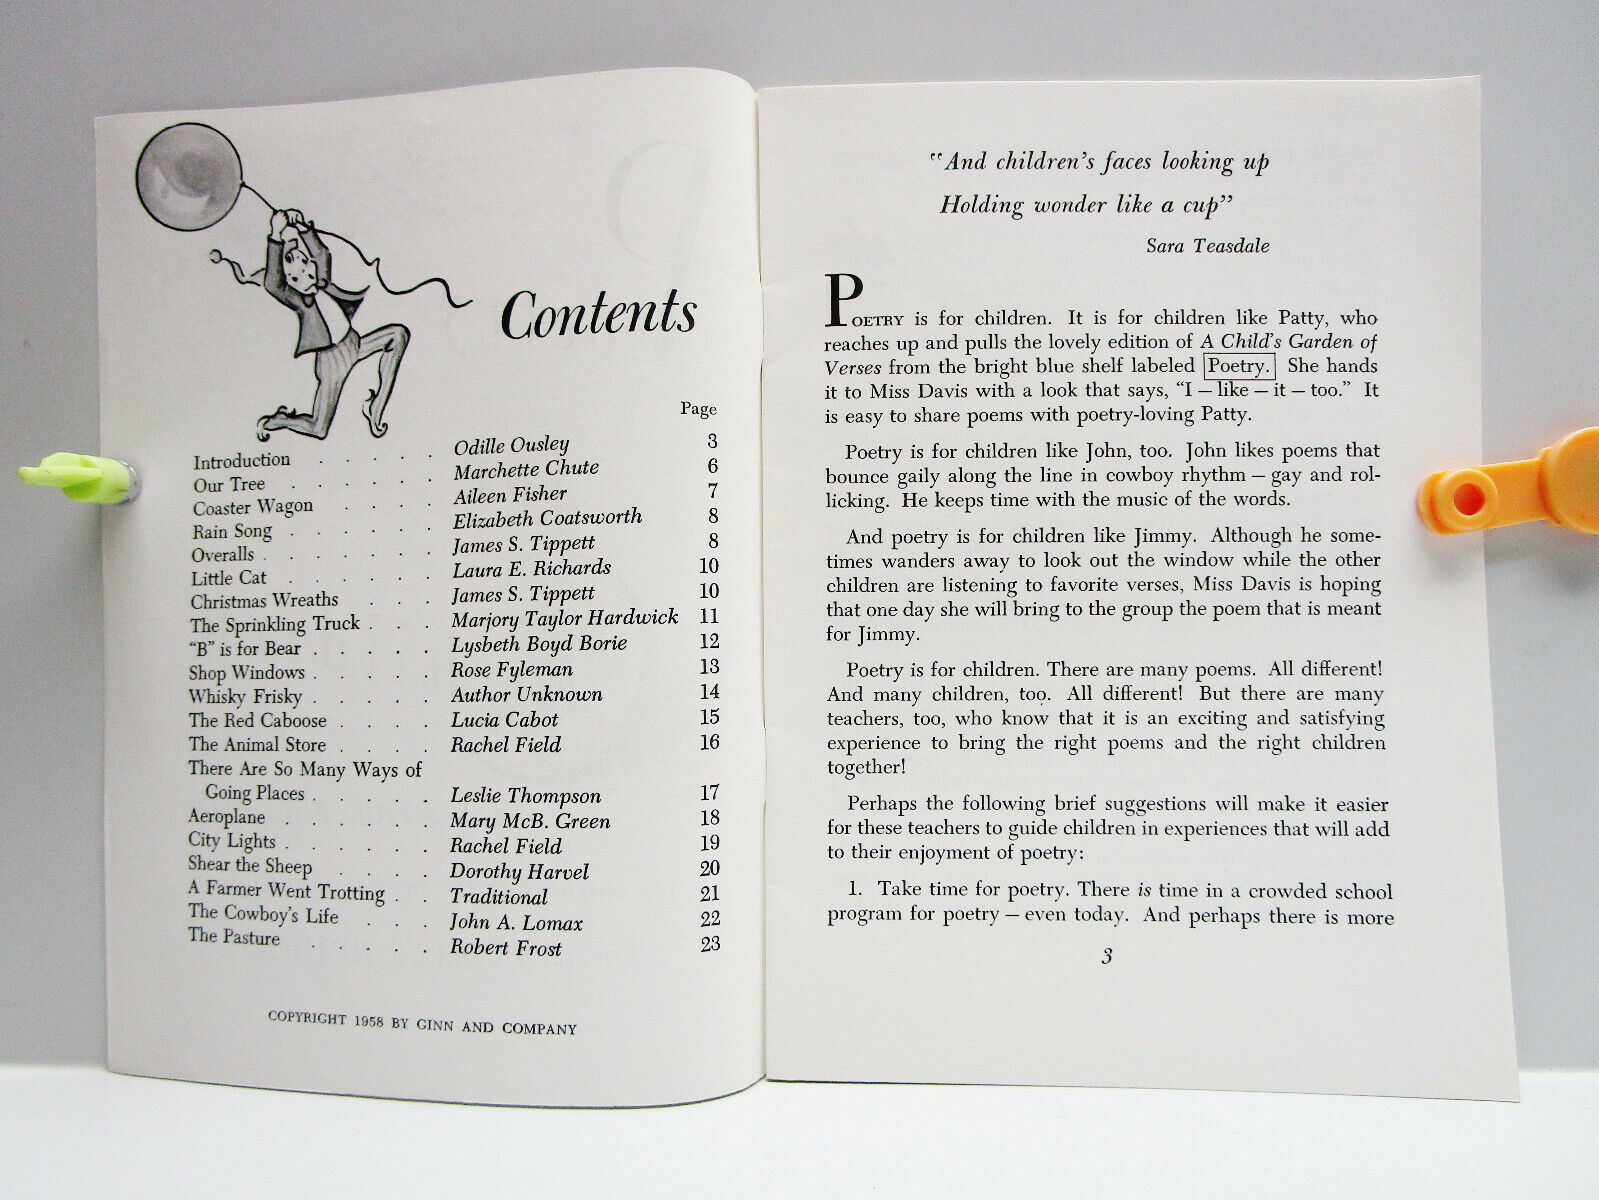 Contents
Page
Introduction . . . . . Odille Ousley 3
Our Tree . . . . . . Marchette Chute 6
Coaster Wagon . . . . Aileen Fisher 7
Rain Song . . . . . . Elizabeth Coatsworth 8
Overalls . . . . . . . James S. Tippett 8
Little Cat . . . . . . Laura E. Richards 10
Christmas Wreaths . . . James S. Tippett 10
The Sprinkling Truck . . . Marjory Taylor Hardwick 11
“B” is for Bear . . . . . Lysbeth Boyd Borie 12
Shop Windows . . . . . Rose Fyleman 13
Whisky Frisky . . . . . Author Unknown 14
The Red Caboose . . . . Lucia Cabot 15
The Animal Store . . . . Rachel Field 16
There Are So Many Ways of
Going Places . . . . . Leslie Thompson 17
Aeroplane . . . . . . Mary McB. Green 18
City Lights . . . . . . Rachel Field 19
Shear the Sheep . . . . Dorothy Harvel 20
A Farmer Went Trotting . . Traditional 21
The Cowboy's Life . . . John A. Lomax 22
The Pasture . . . . . Robert Frost 23
COPYRIGHT 1958 BY GINN AND COMPANY
“And children's faces looking up
Holding wonder like a cup”
Sara Teasdale
POETRY is for children. It is for children like Patty, who
reaches up and pulls the lovely edition of A Child's Garden of
Verses from the bright blue shelf labeled Poetry. She hands
it to Miss Davis with a look that says, “I – like – it – too.” It
is easy to share poems with poetry-loving Patty.
Poetry is for children like John, too. John likes poems that
bounce gaily along the line in cowboy rhythm – gay and rol-
licking. He keeps time with the music of the words.
And poetry is for children like Jimmy. Although he some-
times wanders away to look out the window while the other
children are listening to favorite verses, Miss Davis is hoping
that one day she will bring to the group the poem that is meant
for Jimmy.
Poetry is for children. There are many poems. All different!
And many children, too. All different! But there are many
teachers, too, who know that it is an exciting and satisfying
experience to bring the right poems and the right children
together!
Perhaps the following brief suggestions will make it easier
for these teachers to guide children in experiences that will add
to their enjoyment of poetry:
1. Take time for poetry. There is time in a crowded school
program for poetry – even today. And perhaps there is more
3